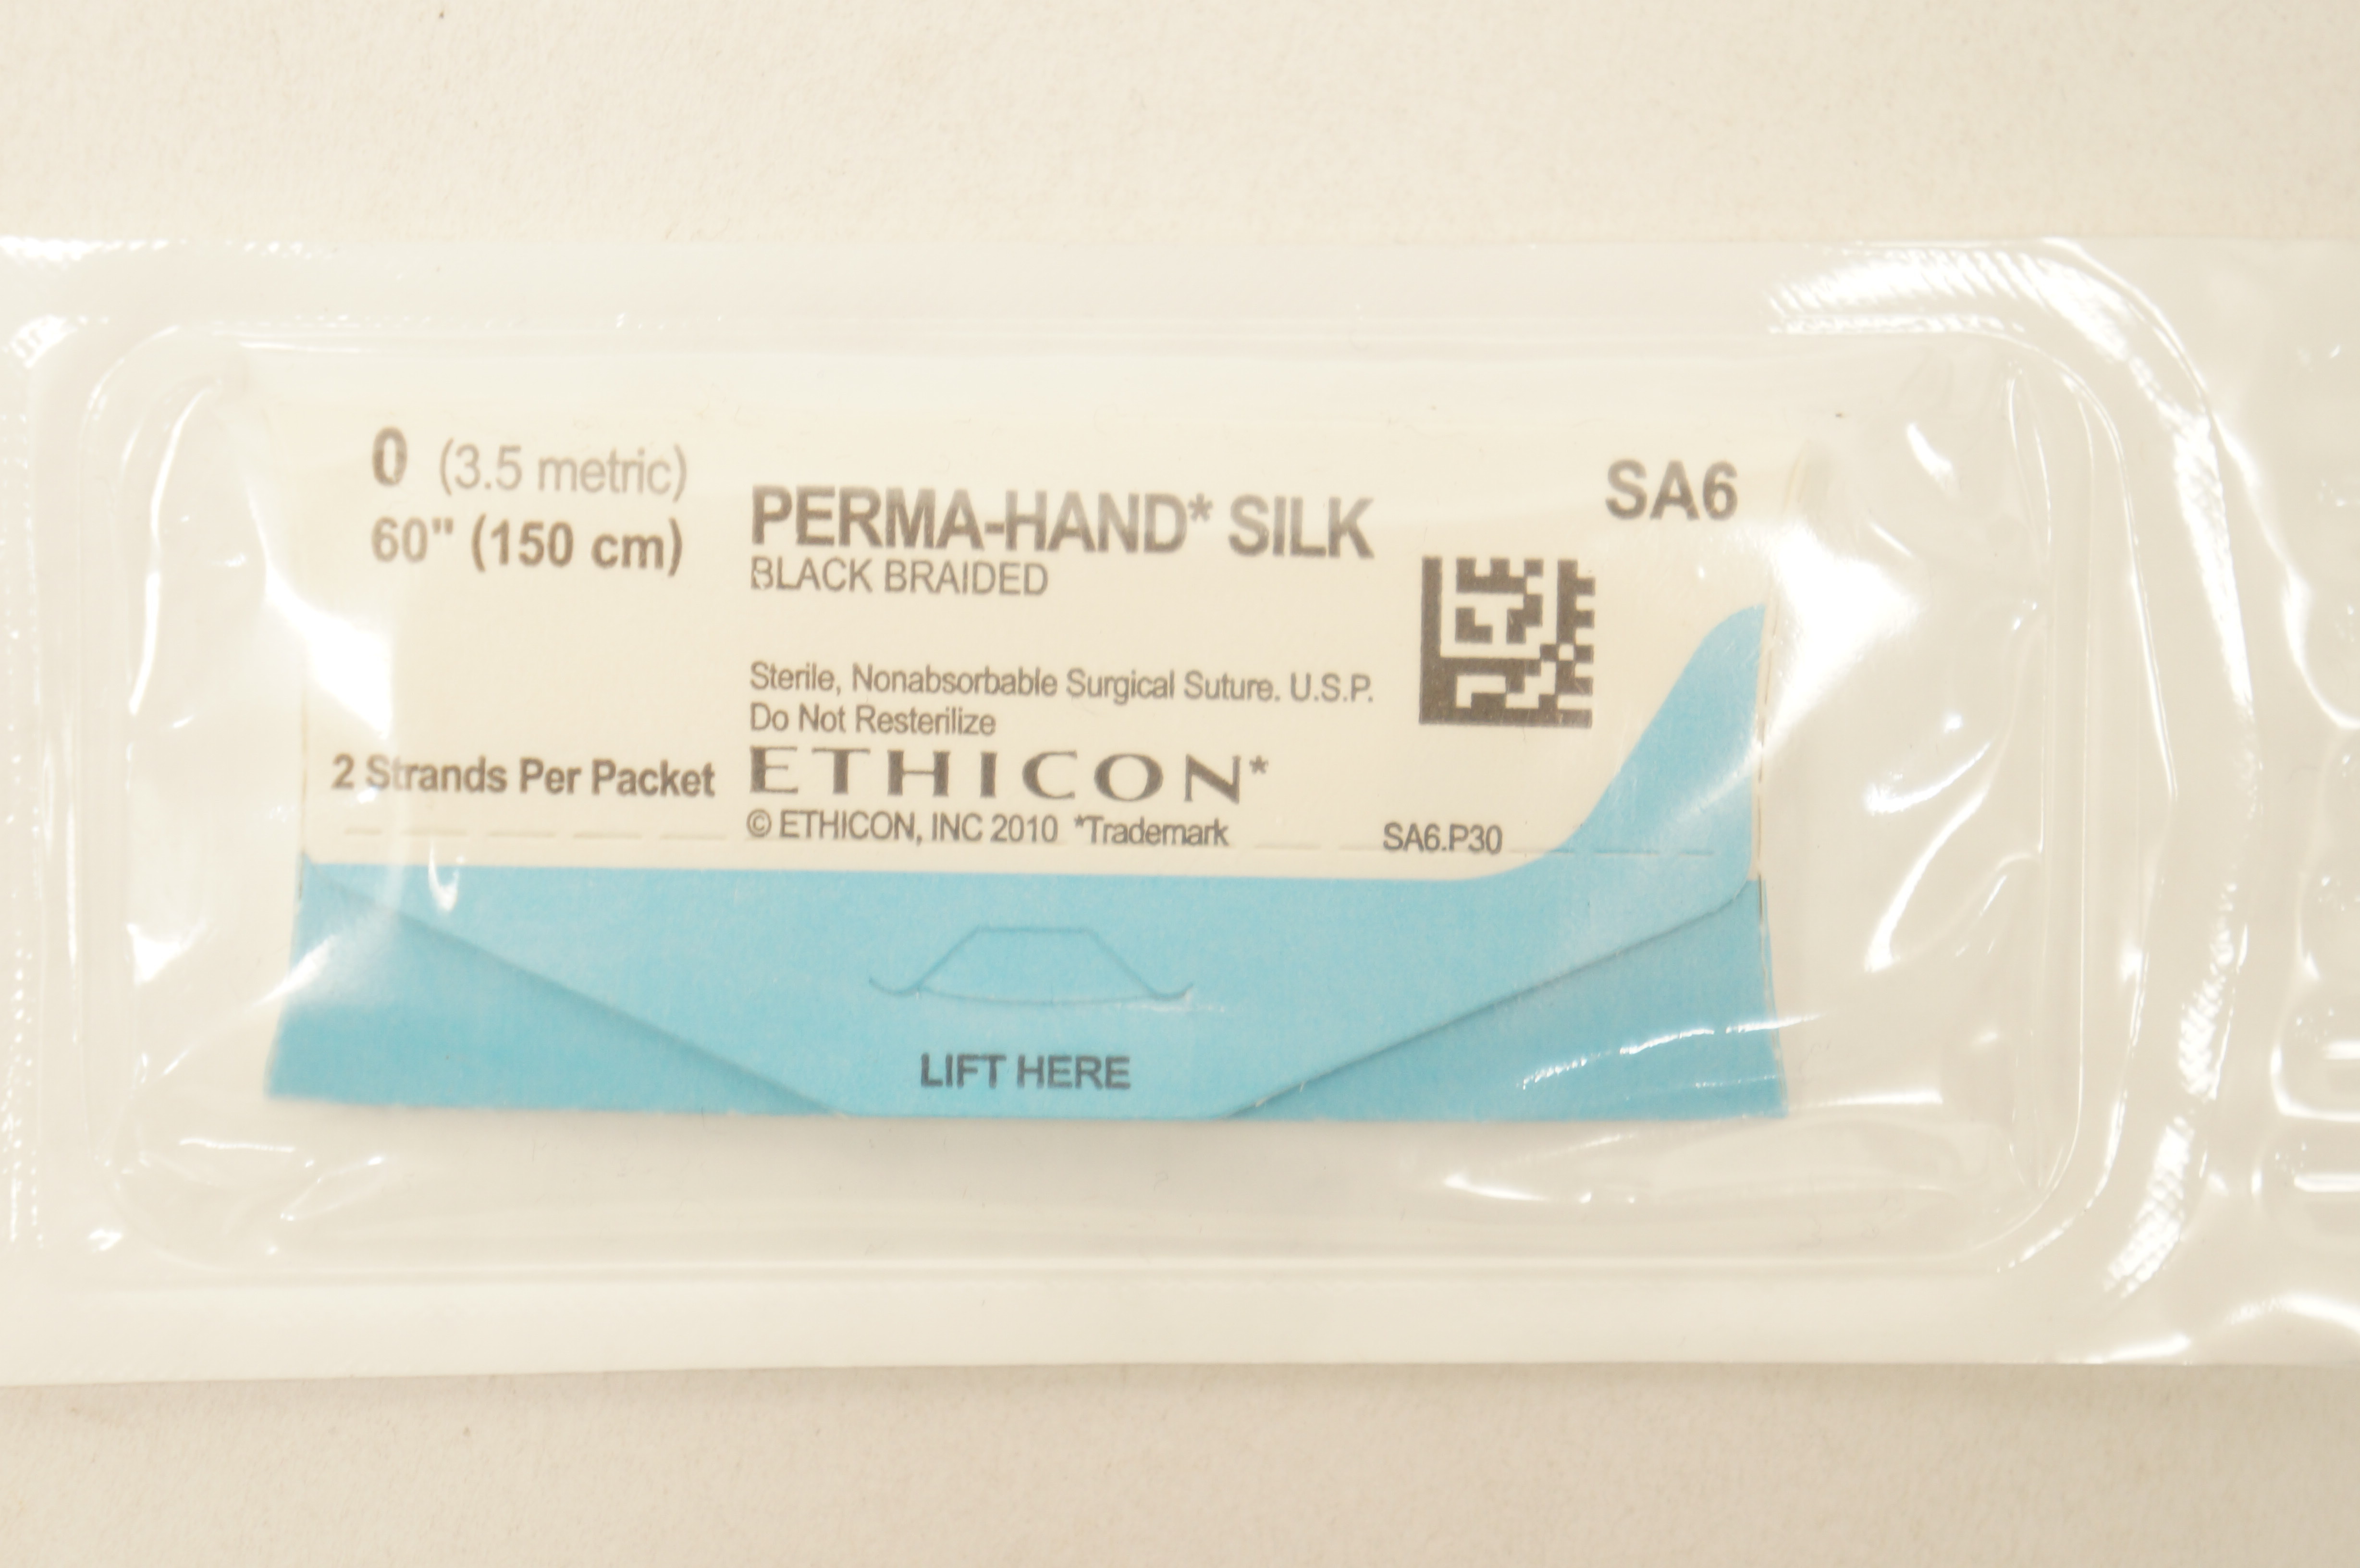 0 (3.5 metric)
60" (150 cm)
PERMA-HAND* SILK
BLACK BRAIDED
SA6
Sterile, Nonabsorbable Surgical Suture. U.S.P.
Do Not Resterilize
2 Strands Per Packet
ETHICON*
© ETHICON, INC 2010 *Trademark
SA6.P30
LIFT HERE